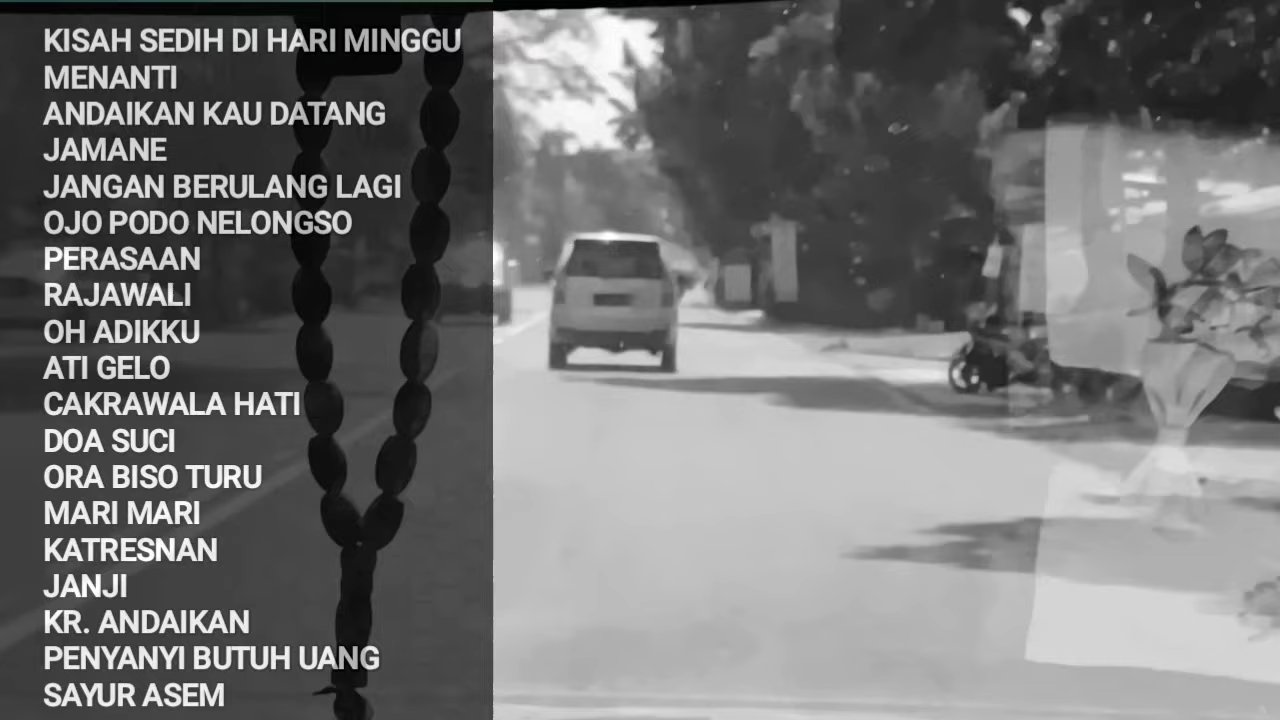 KISAH SEDIH DI HARI MINGGU
MENANTI
ANDAIKAN KAU DATANG
JAMANE
JANGAN BERULANG LAGI
OJO PODO NELONGSO
PERASAAN
RAJAWALI
OH ADIKKU
ATI GELO
CAKRAWALA HATI
DOA SUCI
ORA BISO TURU
MARI MARI
KATRESNAN
JANJI
KR. ANDAIKAN
PENYANYI BUTUH UANG
SAYUR ASEM